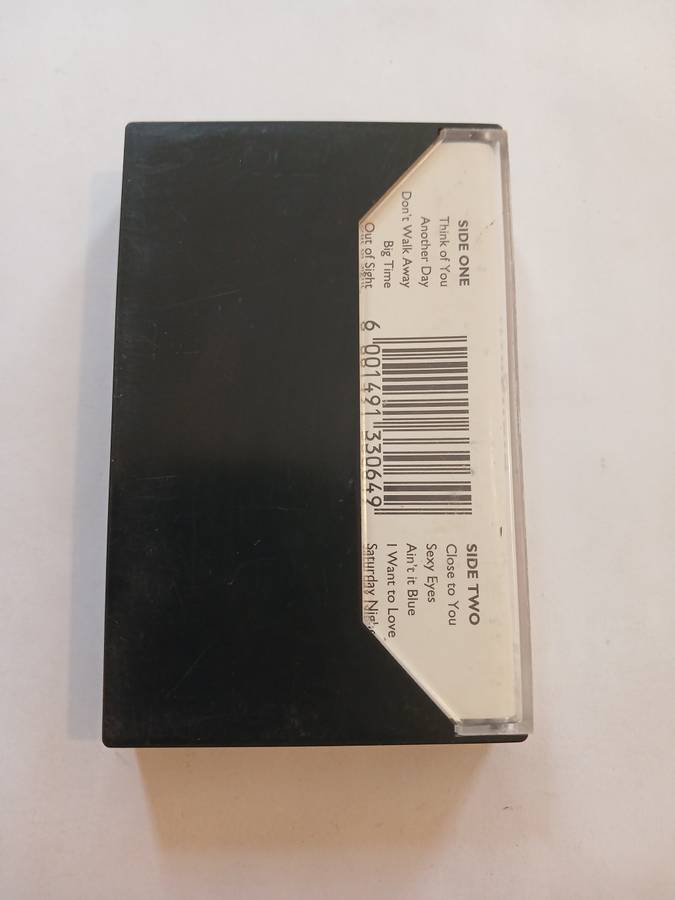 SIDE ONE
Think of You
Another Day
Don't Walk Away
Big Time
Out of Sight
6 001491 330649
SIDE TWO
Close to You
Sexy Eyes
Ain't it Blue
I Want to Love
Saturday